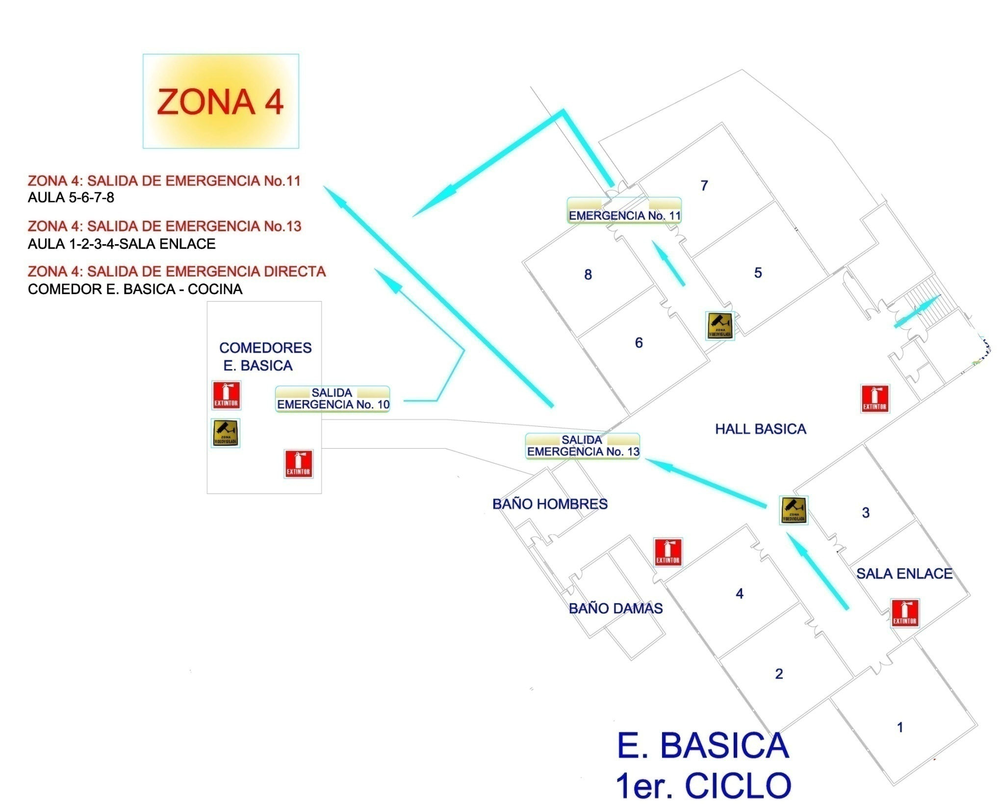 ZONA 4
ZONA 4: SALIDA DE EMERGENCIA No.11
AULA 5-6-7-8
ZONA 4: SALIDA DE EMERGENCIA No.13
AULA 1-2-3-4-SALA ENLACE
ZONA 4: SALIDA DE EMERGENCIA DIRECTA
COMEDOR E. BASICA - COCINA
7
EMERGENCIA No. 11
8
5
ZONA
VIDEOVIGILADA
6
COMEDORES
E. BASICA
EXTINTOR
SALIDA
EMERGENCIA No. 10
EXTINTOR
ZONA
VIDEOVIGILADA
HALL BASICA
SALIDA
EMERGENCIA No. 13
EXTINTOR
BAÑO HOMBRES
ZONA
VIDEOVIGILADA
3
EXTINTOR
SALA ENLACE
4
BAÑO DAMAS
EXTINTOR
2
1
E. BASICA
1er. CICLO